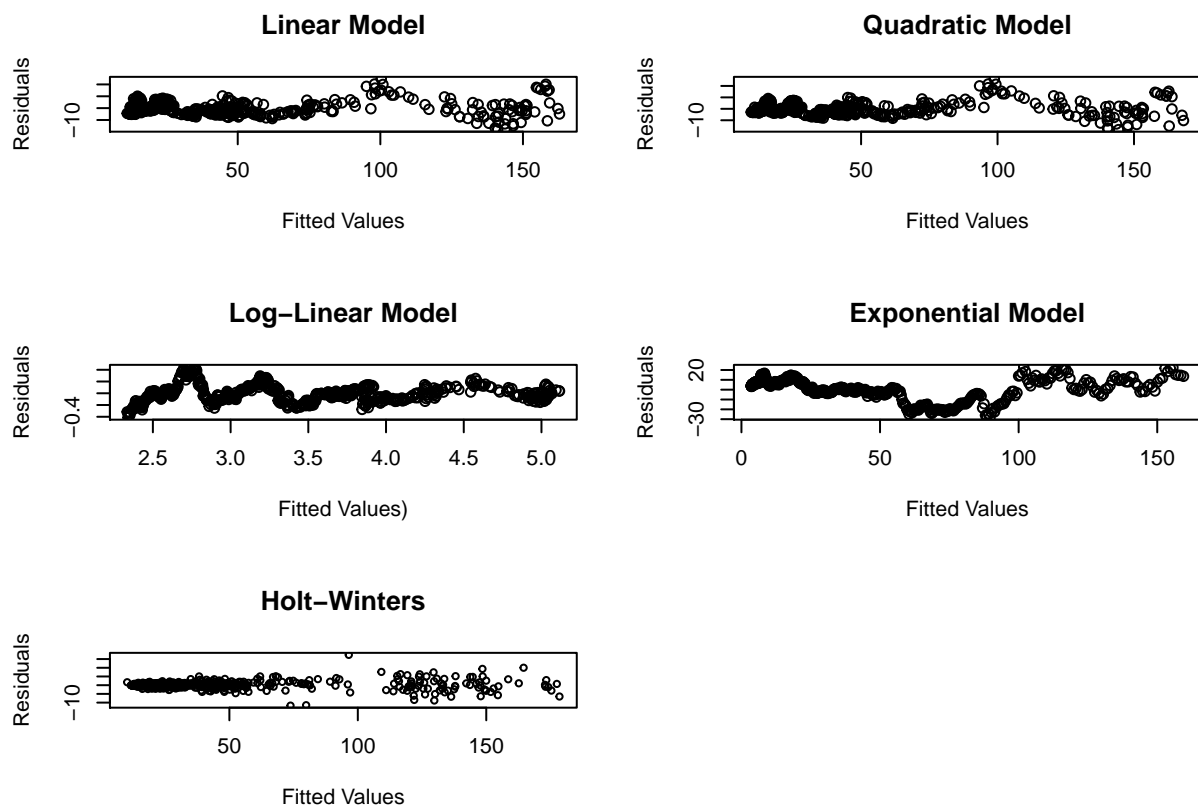 Linear Model
Residuals
−10
50 100 150
Fitted Values
Quadratic Model
Residuals
−10
50 100 150
Fitted Values
Log−Linear Model
Residuals
−0.4
2.5 3.0 3.5 4.0 4.5 5.0
Fitted Values)
Exponential Model
Residuals
20
−30
0 50 100 150
Fitted Values
Holt−Winters
Residuals
−10
50 100 150
Fitted Values